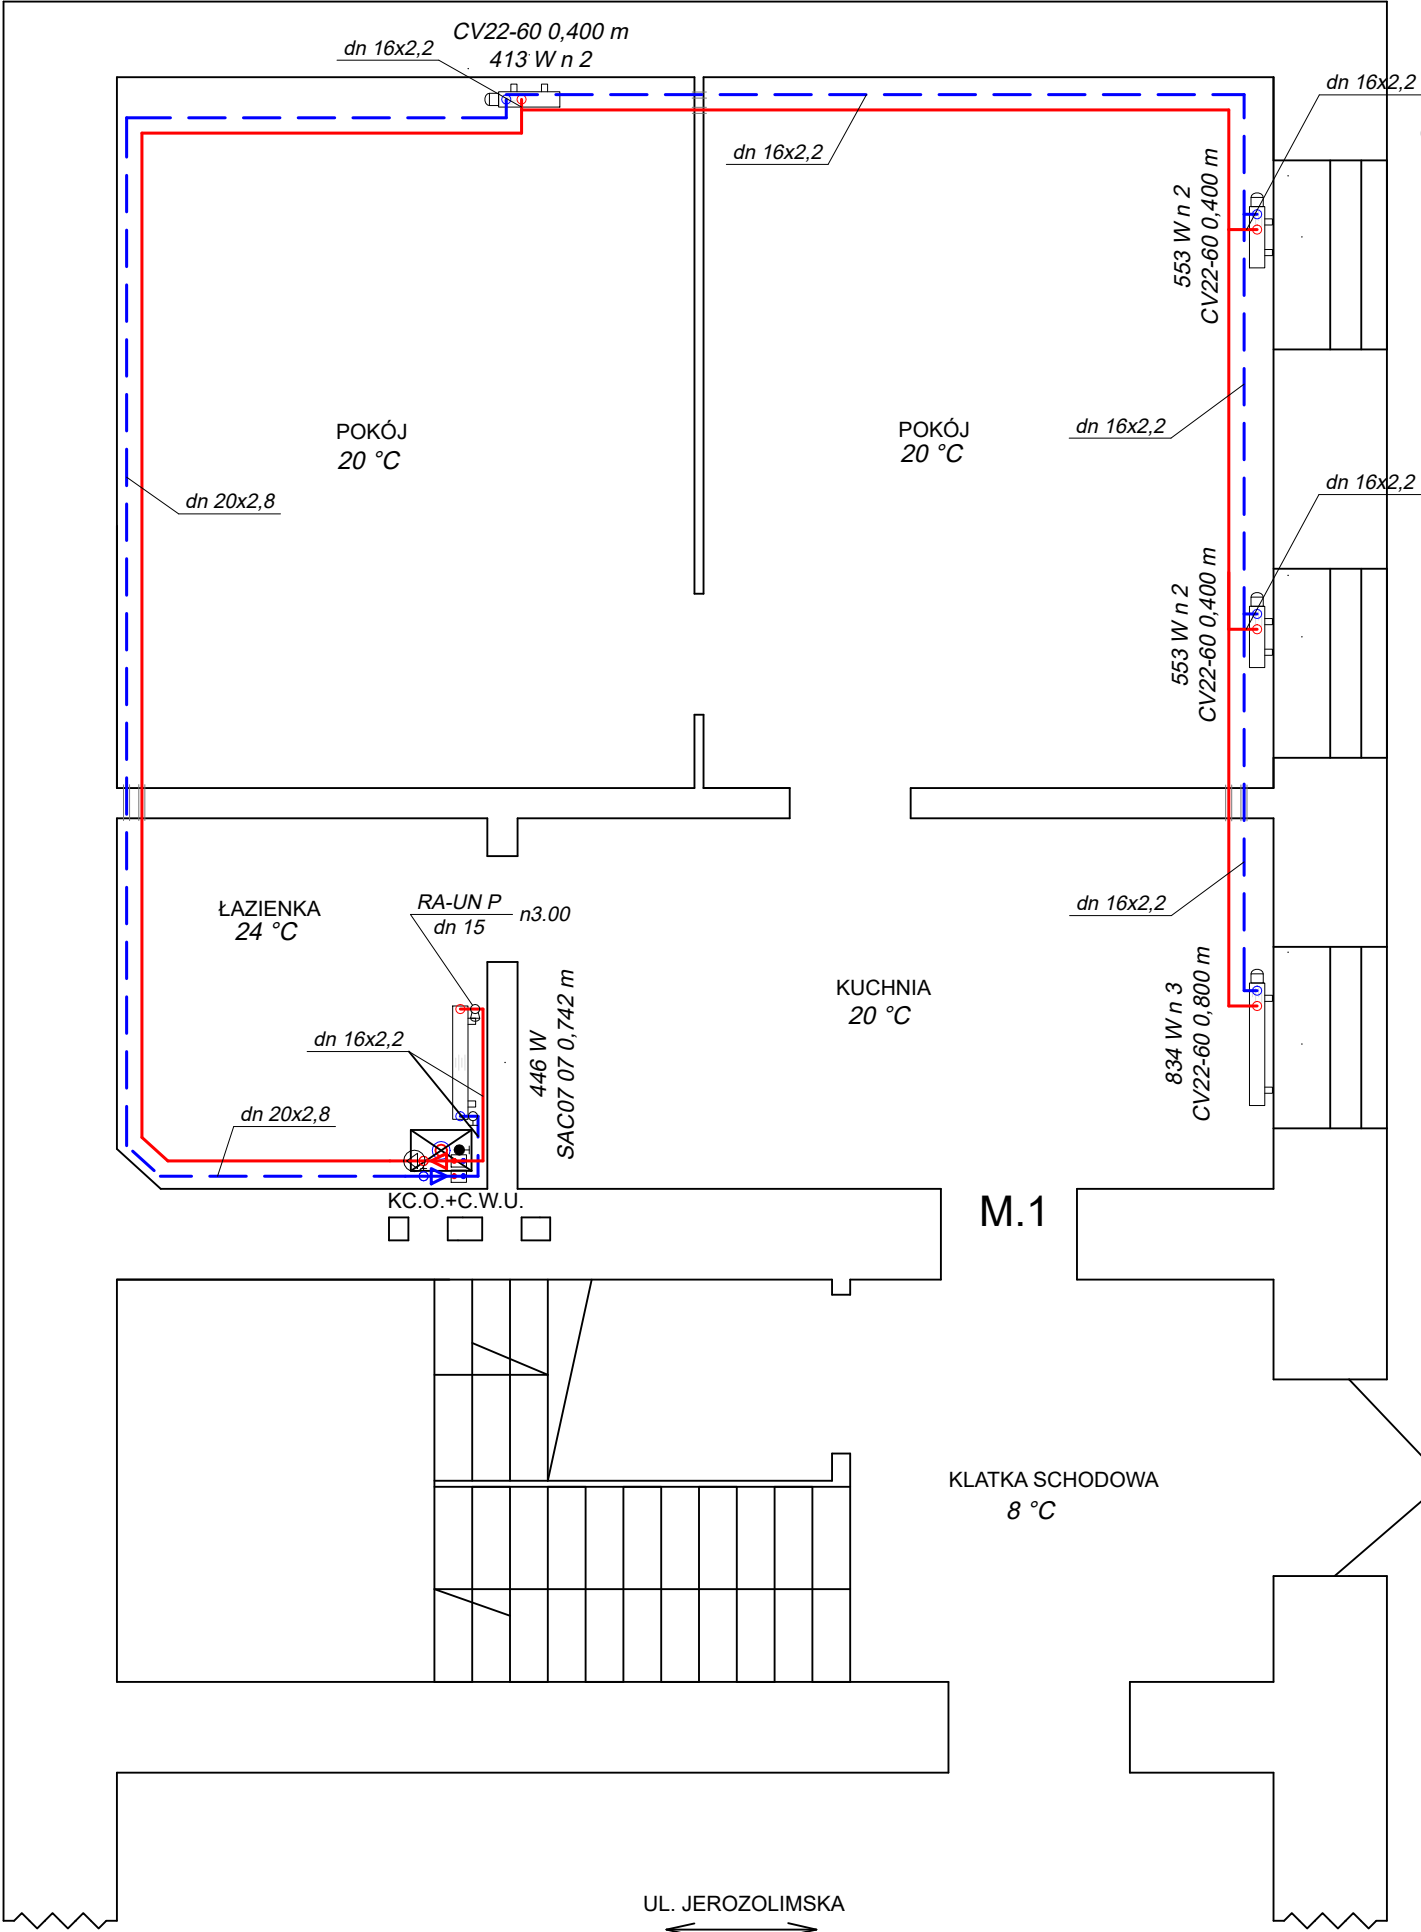 CV22-60 0,400 m
413 W n 2
dn 16x2,2
dn 16x2,2
dn 16x2,2
553 W n 2
CV22-60 0,400 m
POKÓJ
20 °C
POKÓJ
20 °C
dn 16x2,2
dn 20x2,8
dn 16x2,2
553 W n 2
CV22-60 0,400 m
ŁAZIENKA
24 °C
RA-UN P
dn 15
n3.00
dn 16x2,2
KUCHNIA
20 °C
446 W
SAC07 07 0,742 m
834 W n 3
CV22-60 0,800 m
dn 16x2,2
dn 20x2,8
KC.O.+C.W.U.
M.1
KLATKA SCHODOWA
8 °C
UL. JEROZOLIMSKA